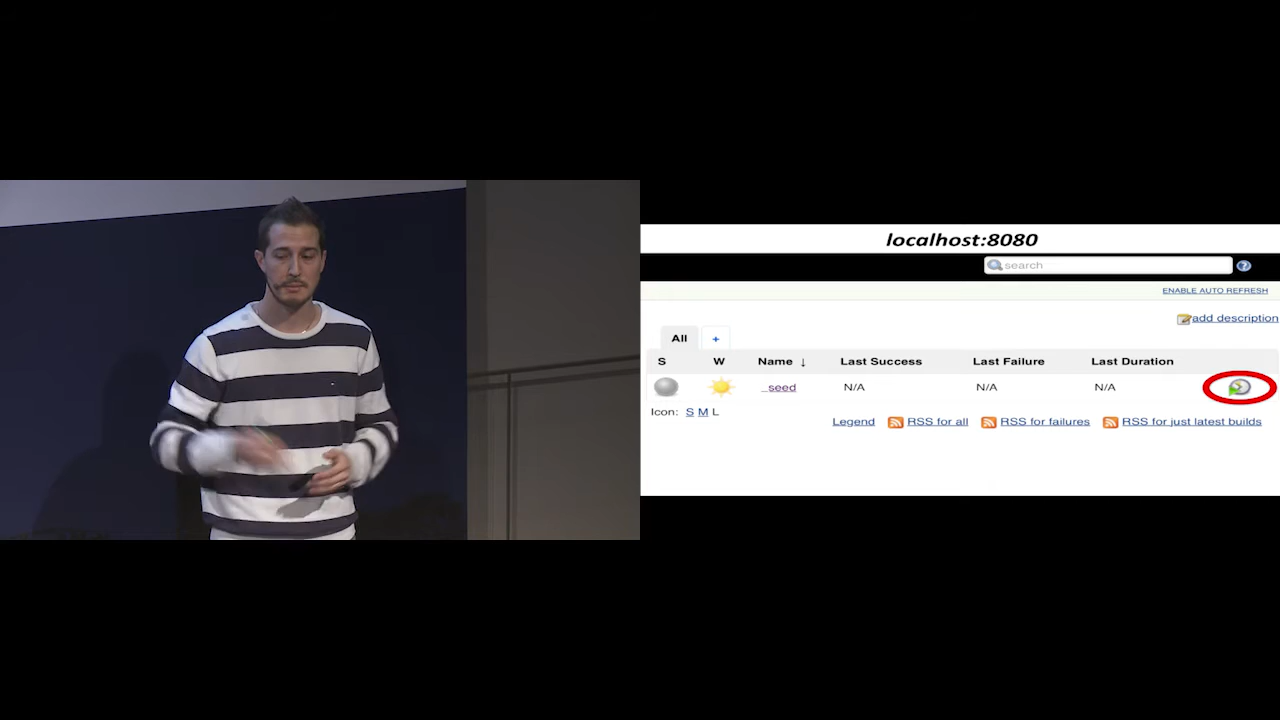 localhost:8080
search
ENABLE AUTO REFRESH
add description
All +
S W Name ↓ Last Success Last Failure Last Duration
_seed N/A N/A N/A
Icon: S M L
Legend RSS for all RSS for failures RSS for just latest builds